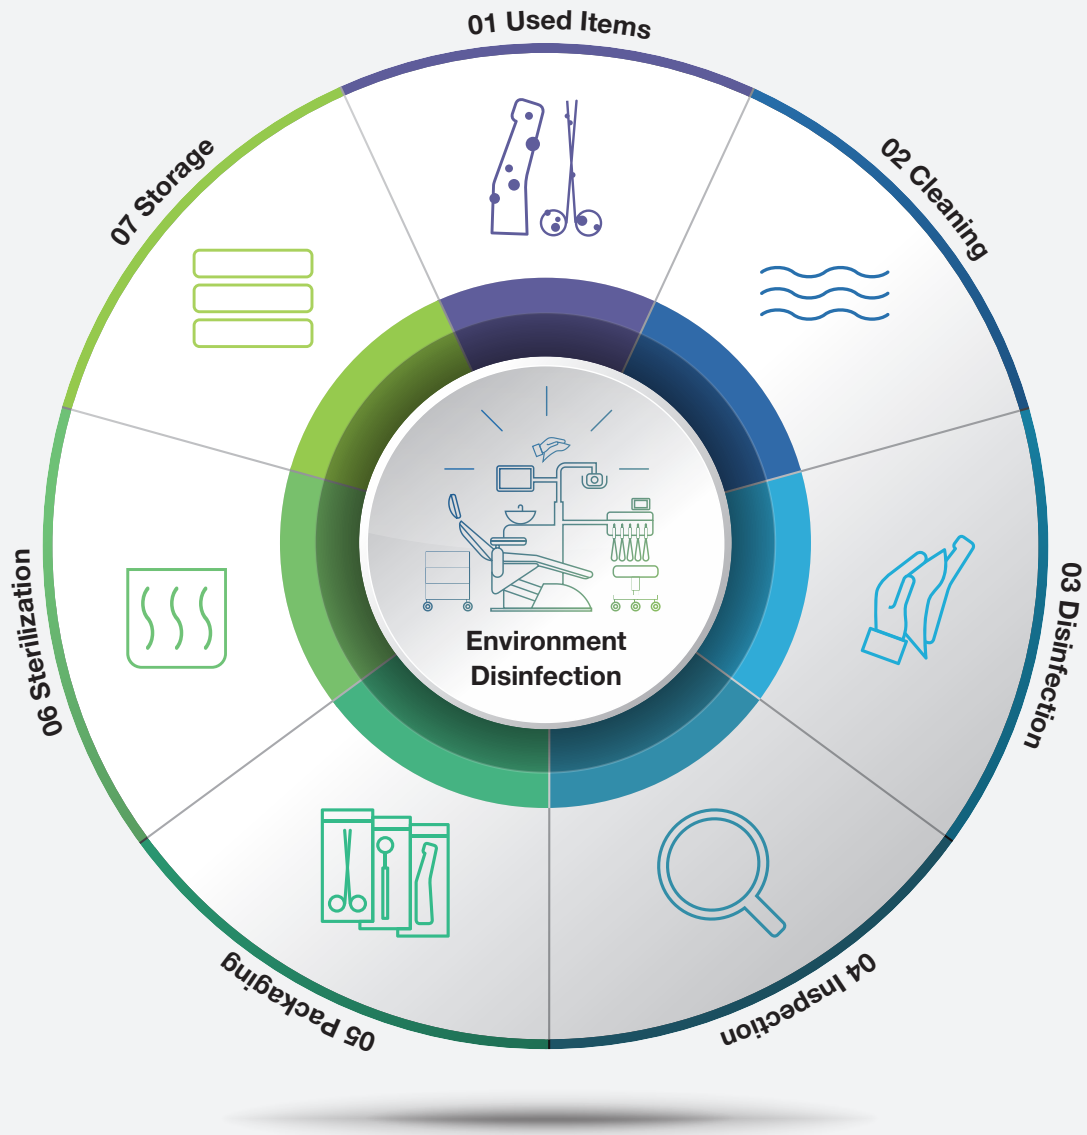 01 Used Items
02 Cleaning
03 Disinfection
04 Inspection
05 Packaging
06 Sterilization
07 Storage
Environment
Disinfection